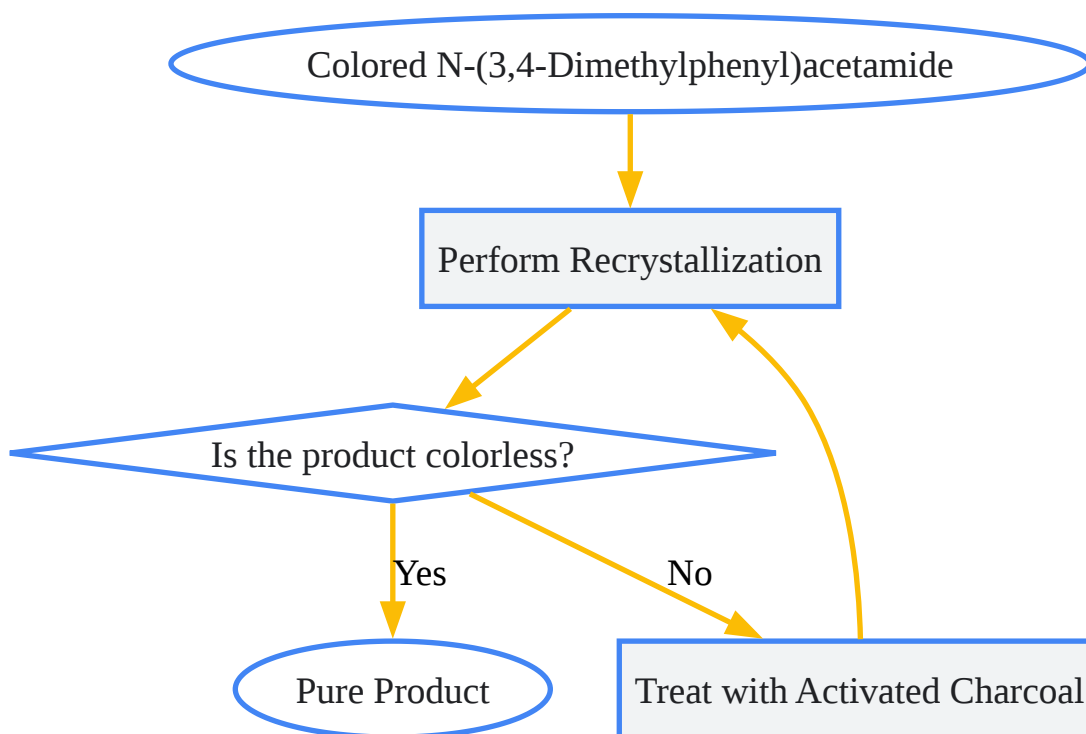 Colored N-(3,4-Dimethylphenyl)acetamide
Perform Recrystallization
Is the product colorless?
Yes
No
Pure Product
Treat with Activated Charcoal